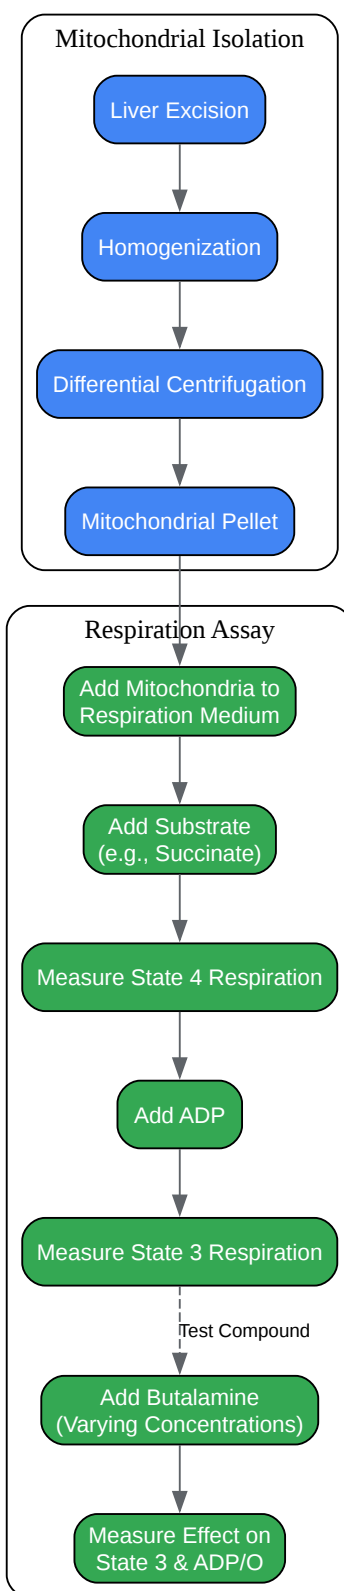 Mitochondrial Isolation
Liver Excision
Homogenization
Differential Centrifugation
Mitochondrial Pellet
Respiration Assay
Add Mitochondria to
Respiration Medium
Add Substrate
(e.g., Succinate)
Measure State 4 Respiration
Add ADP
Measure State 3 Respiration
Test Compound
Add Butalamine
(Varying Concentrations)
Measure Effect on
State 3 & ADP/O